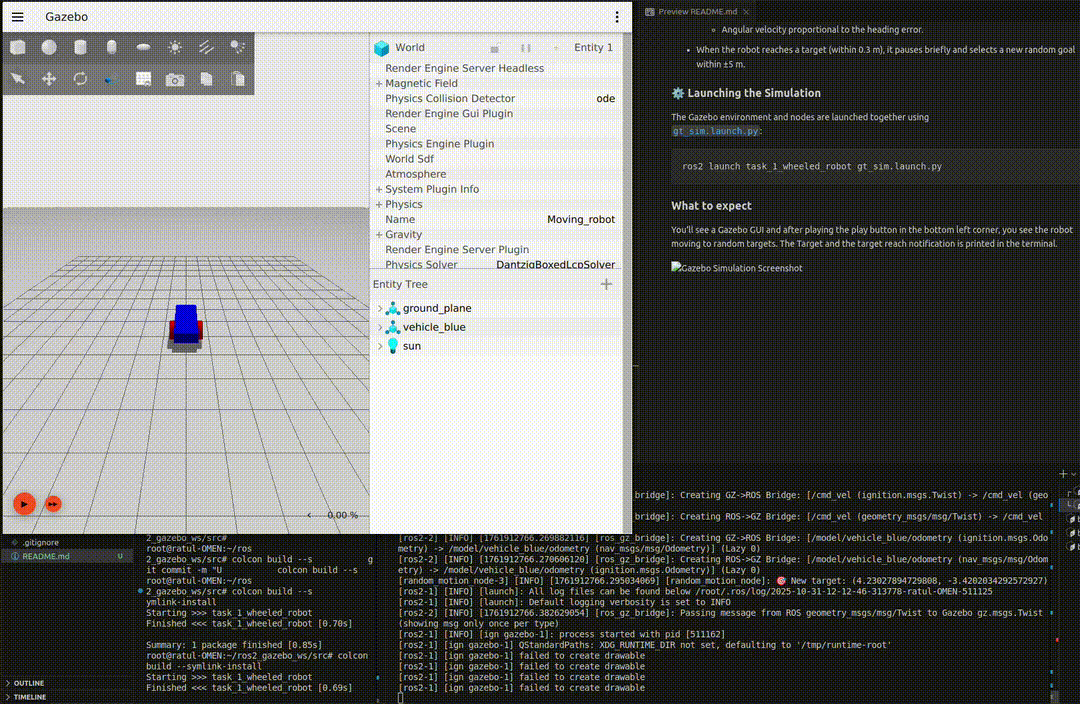 Gazebo
World
Entity 1
Render Engine Server Headless
Magnetic Field
Physics Collision Detector ode
Render Engine Gui Plugin
Scene
Physics Engine Plugin
World Sdf
Atmosphere
System Plugin Info
Physics
Name Moving_robot
Gravity
Render Engine Server Plugin
Physics Solver DantzigBoxedLcpSolver
Entity Tree
ground_plane
vehicle_blue
sun
0.00 %
Preview README.md
Angular velocity proportional to the heading error.
When the robot reaches a target (within 0.3 m), it pauses briefly and selects a new random goal
within ±5 m.
⚙️ Launching the Simulation
The Gazebo environment and nodes are launched together using
gt_sim.launch.py:
ros2 launch task_1_wheeled_robot gt_sim.launch.py
What to expect
You'll see a Gazebo GUI and after playing the play button in the bottom left corner, you see the robot
moving to random targets. The Target and the target reach notification is printed in the terminal.
Gazebo Simulation Screenshot
.gitignore
README.md U
OUTLINE
TIMELINE
2_gazebo_ws/src#
root@ratul-OMEN:~/ros
2_gazebo_ws/src# colcon build --s g
it commit -m "U colcon build --s
root@ratul-OMEN:~/ros
2_gazebo_ws/src# colcon build --s
ymlink-install
Starting >>> task_1_wheeled_robot
Finished <<< task_1_wheeled_robot [0.70s]
Summary: 1 package finished [0.85s]
root@ratul-OMEN:~/ros2_gazebo_ws/src# colcon
build --symlink-install
Starting >>> task_1_wheeled_robot
Finished <<< task_1_wheeled_robot [0.69s]
_bridge]: Creating GZ->ROS Bridge: [/cmd_vel (ignition.msgs.Twist) -> /cmd_vel (geo
_bridge]: Creating ROS->GZ Bridge: [/cmd_vel (geometry_msgs/msg/Twist) -> /cmd_vel
[ros2-2] [INFO] [1761912766.269882116] [ros_gz_bridge]: Creating GZ->ROS Bridge: [/model/vehicle_blue/odometry (ignition.msgs.Odo
metry) -> /model/vehicle_blue/odometry (nav_msgs/msg/Odometry)] (Lazy 0)
[ros2-2] [INFO] [1761912766.270606120] [ros_gz_bridge]: Creating ROS->GZ Bridge: [/model/vehicle_blue/odometry (nav_msgs/msg/Odom
etry) -> /model/vehicle_blue/odometry (ignition.msgs.Odometry)] (Lazy 0)
[random_motion_node-3] [INFO] [1761912766.295034069] [random_motion_node]: 🎯 New target: (4.23027894729808, -3.4202034292572927)
[ros2-1] [INFO] [launch]: All log files can be found below /root/.ros/log/2025-10-31-12-12-46-313778-ratul-OMEN-511125
[ros2-1] [INFO] [launch]: Default logging verbosity is set to INFO
[ros2-2] [INFO] [1761912766.382629054] [ros_gz_bridge]: Passing message from ROS geometry_msgs/msg/Twist to Gazebo gz.msgs.Twist
(showing msg only once per type)
[ros2-1] [INFO] [ign gazebo-1]: process started with pid [511162]
[ros2-1] [ign gazebo-1] QStandardPaths: XDG_RUNTIME_DIR not set, defaulting to '/tmp/runtime-root'
[ros2-1] [ign gazebo-1] failed to create drawable
[ros2-1] [ign gazebo-1] failed to create drawable
[ros2-1] [ign gazebo-1] failed to create drawable
[ros2-1] [ign gazebo-1] failed to create drawable